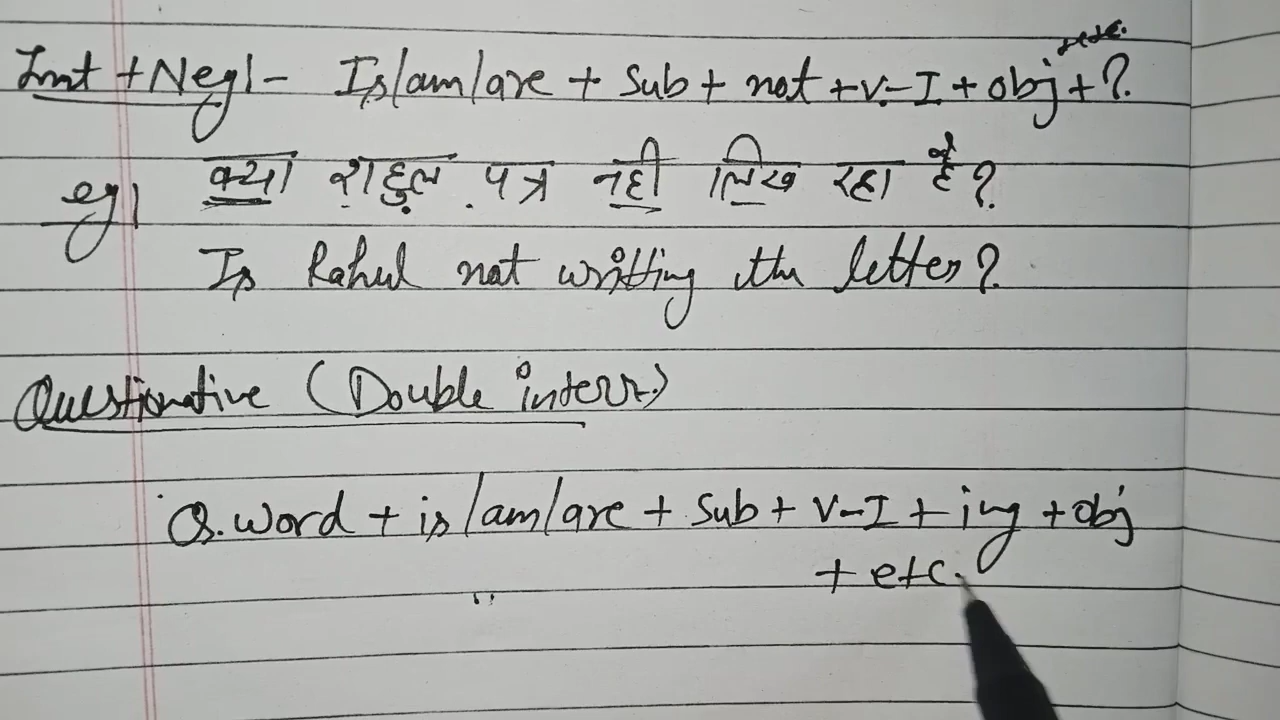 Int + Neg|- Is/am/are + Sub + not + v-I + obj + etc. ?
eg| क्या राहुल पत्र नही लिख रहा है?
Is Rahul not writting the letter?
Questionative (Double interr.)
Q. word + is/am/are + Sub + V-I + ing + obj
+ etc.